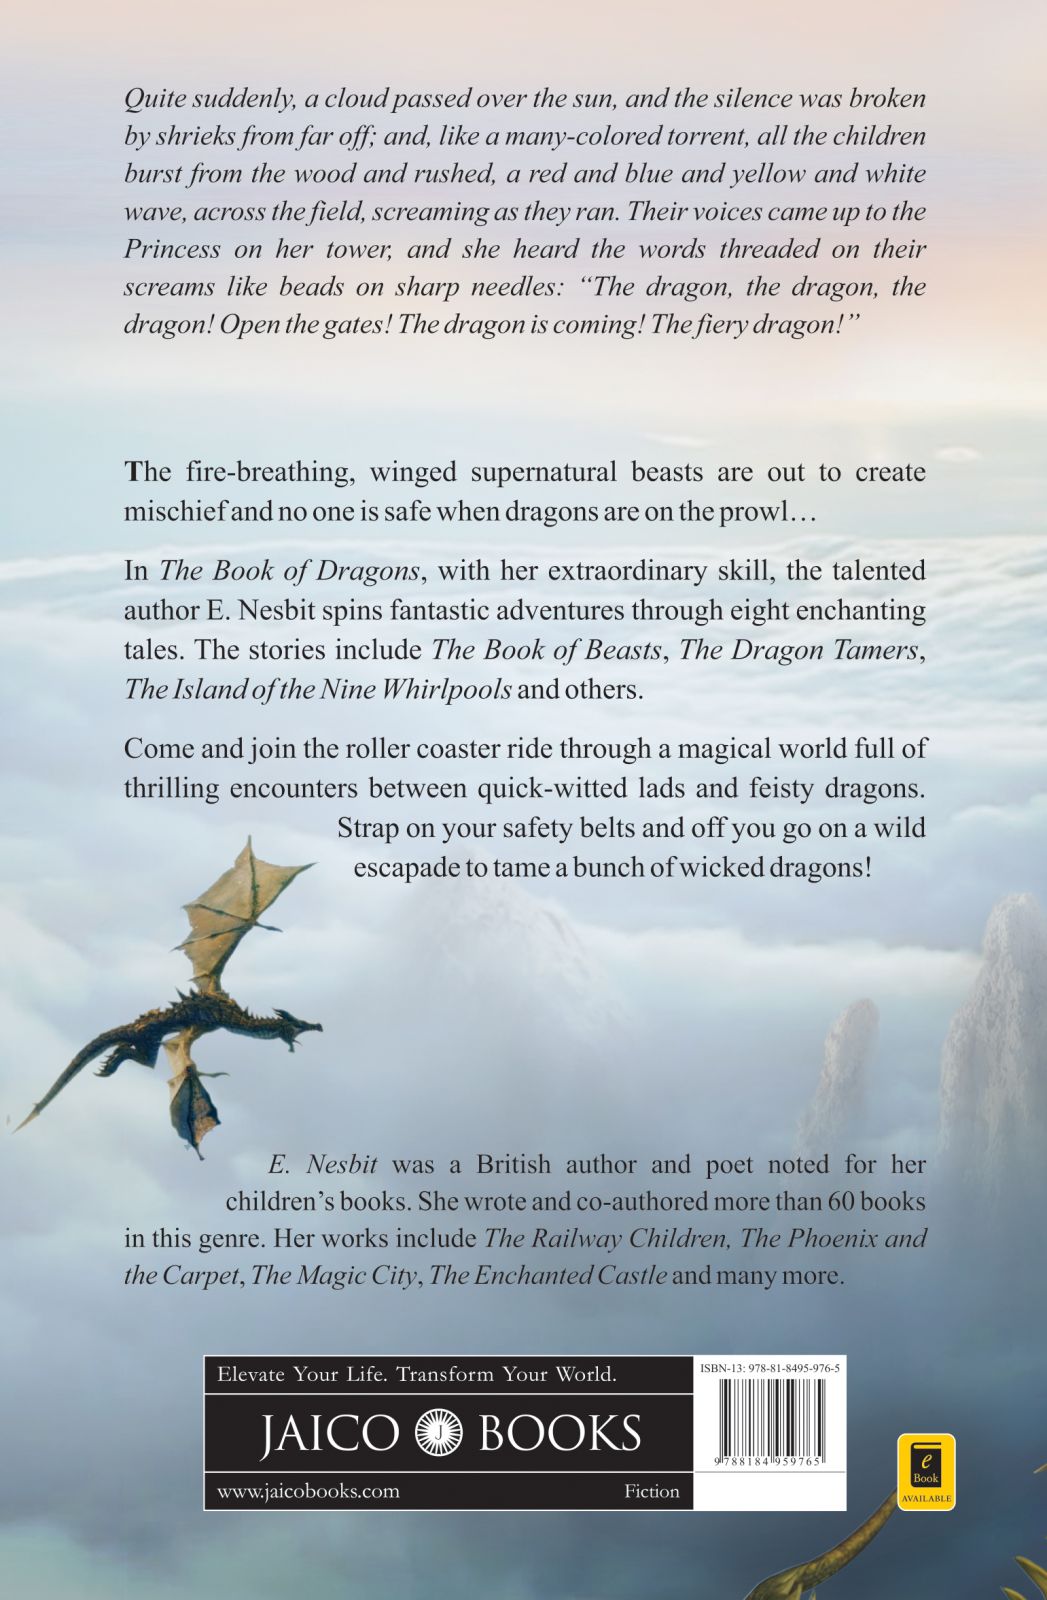 Quite suddenly, a cloud passed over the sun, and the silence was broken
by shrieks from far off; and, like a many-colored torrent, all the children
burst from the wood and rushed, a red and blue and yellow and white
wave, across the field, screaming as they ran. Their voices came up to the
Princess on her tower, and she heard the words threaded on their
screams like beads on sharp needles: “The dragon, the dragon, the
dragon! Open the gates! The dragon is coming! The fiery dragon!”
The fire-breathing, winged supernatural beasts are out to create
mischief and no one is safe when dragons are on the prowl…
In The Book of Dragons, with her extraordinary skill, the talented
author E. Nesbit spins fantastic adventures through eight enchanting
tales. The stories include The Book of Beasts, The Dragon Tamers,
The Island of the Nine Whirlpools and others.
Come and join the roller coaster ride through a magical world full of
thrilling encounters between quick-witted lads and feisty dragons.
Strap on your safety belts and off you go on a wild
escapade to tame a bunch of wicked dragons!
E. Nesbit was a British author and poet noted for her
children’s books. She wrote and co-authored more than 60 books
in this genre. Her works include The Railway Children, The Phoenix and
the Carpet, The Magic City, The Enchanted Castle and many more.
Elevate Your Life. Transform Your World.
JAICO J BOOKS
www.jaicobooks.com Fiction
ISBN-13: 978-81-8495-976-5
9 788184 959765
e
Book
AVAILABLE